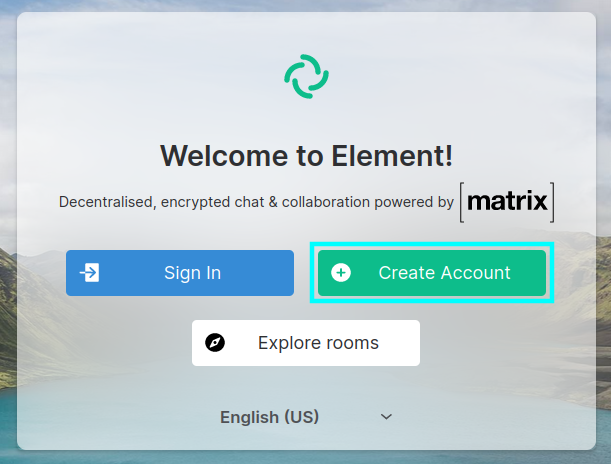 Welcome to Element!
Decentralised, encrypted chat & collaboration powered by [matrix]
Sign In
Create Account
Explore rooms
English (US)